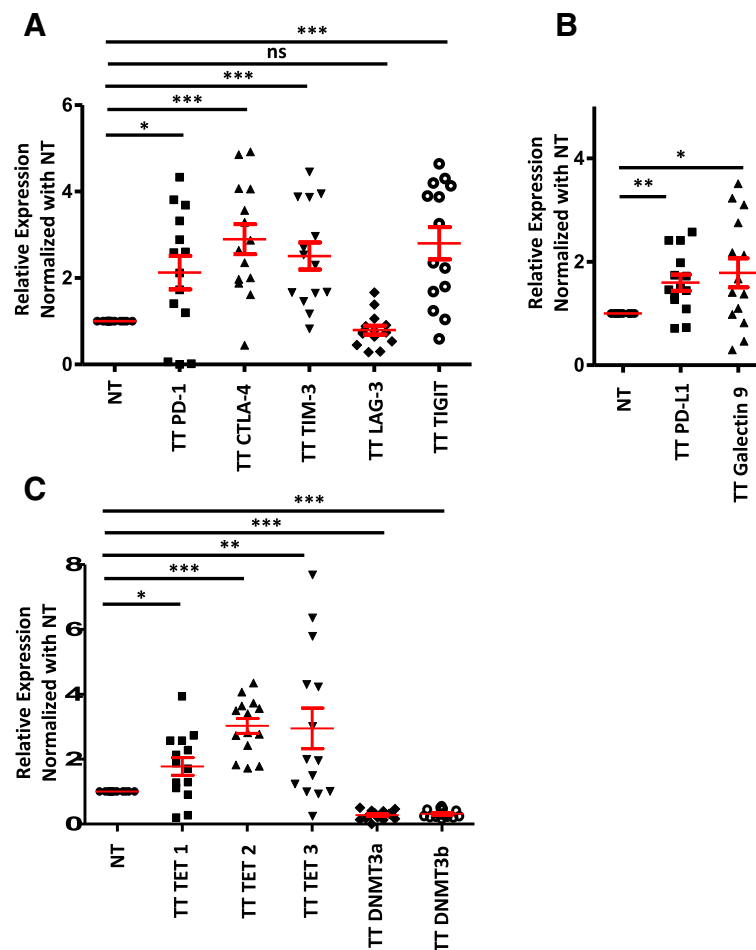 A
***
ns
***
***
*
Relative Expression
Normalized with NT
6
4
2
0
NT
TT PD-1
TT CTLA-4
TT TIM-3
TT LAG-3
TT TIGIT
B
*
**
Relative Expression
Normalized with NT
4
2
0
NT
TT PD-L1
TT Galectin 9
C
***
***
**
***
*
Relative Expression
Normalized with NT
8
6
4
2
0
NT
TT TET 1
TT TET 2
TT TET 3
TT DNMT3a
TT DNMT3b